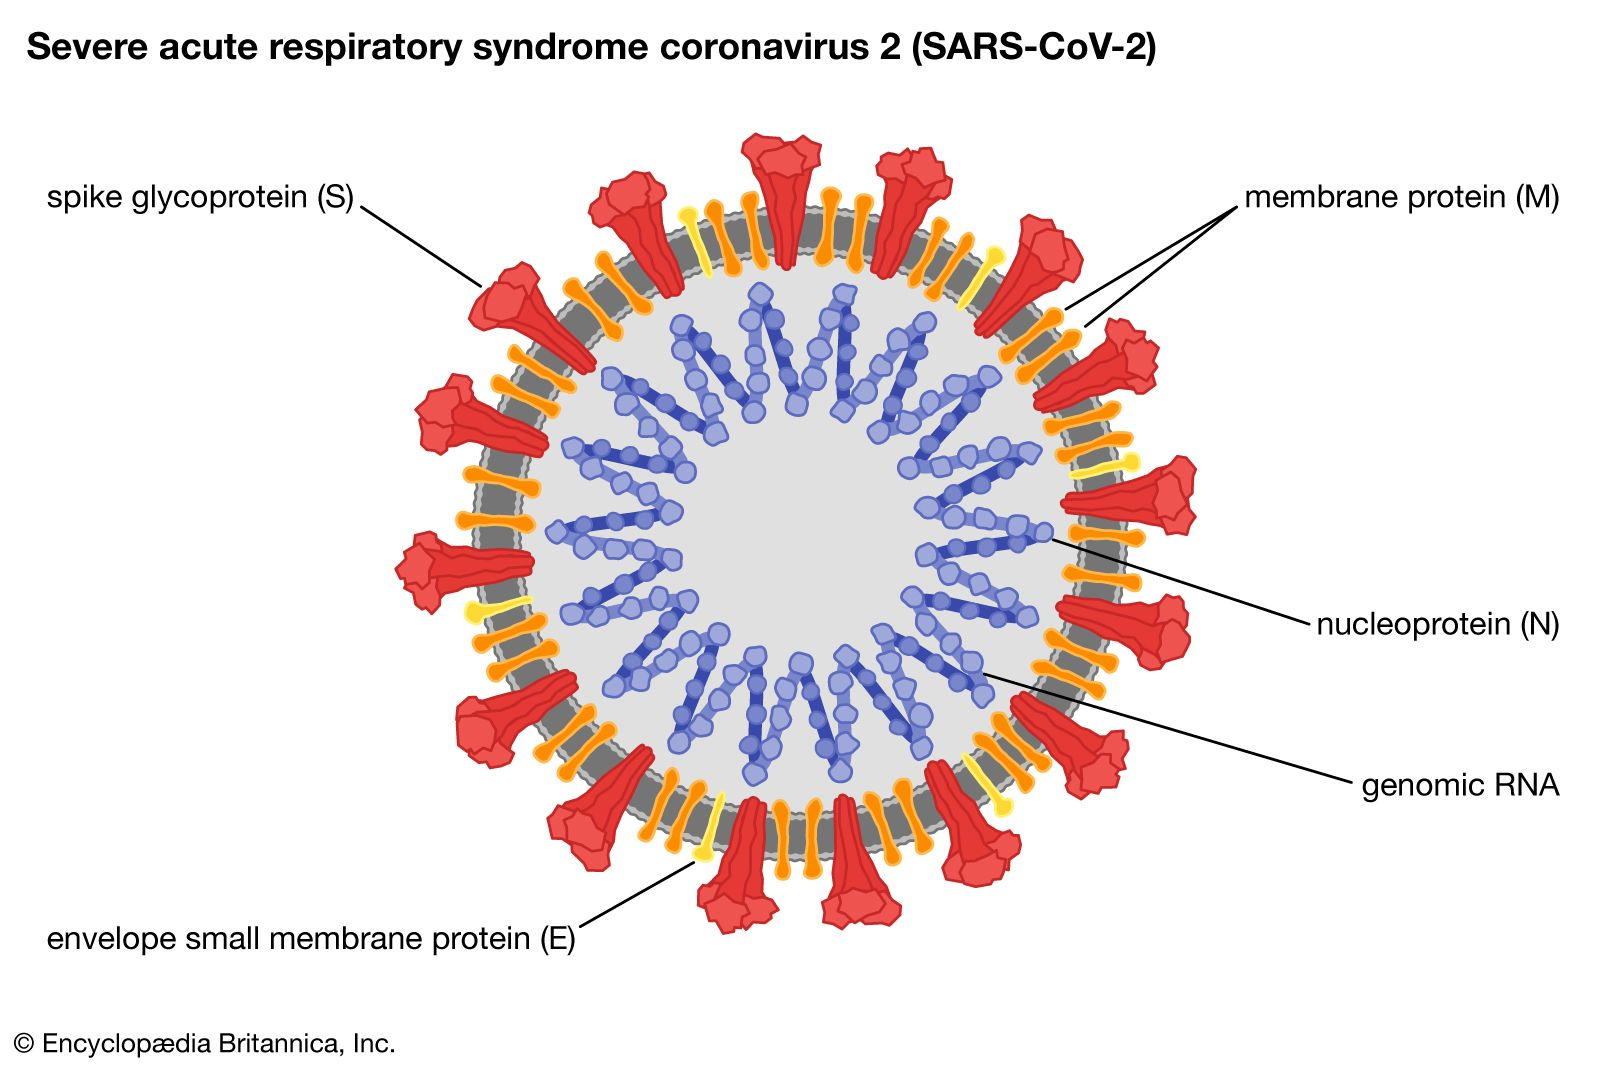 Severe acute respiratory syndrome coronavirus 2 (SARS-CoV-2)
spike glycoprotein (S)
membrane protein (M)
nucleoprotein (N)
genomic RNA
envelope small membrane protein (E)
© Encyclopædia Britannica, Inc.